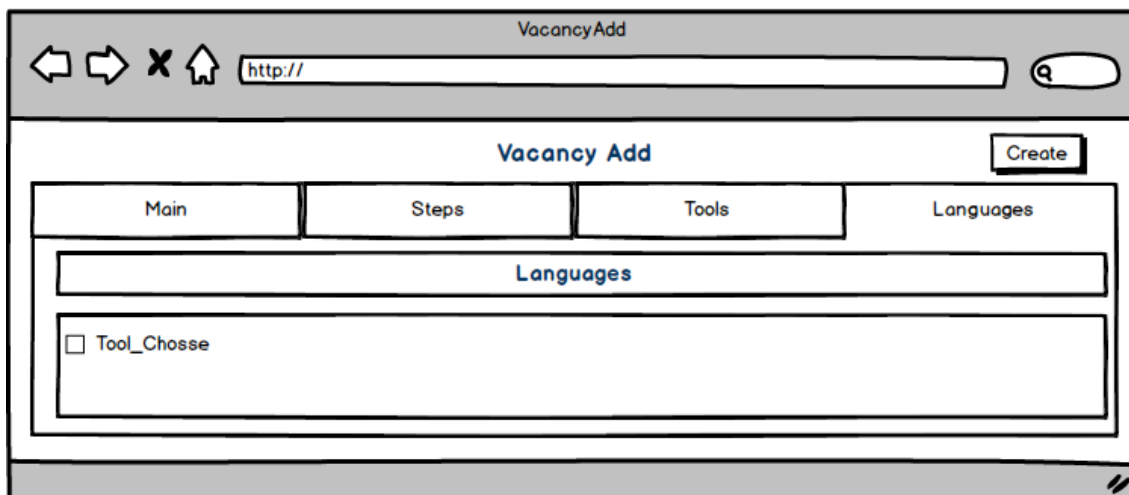 VacancyAdd
http://
Vacancy Add
Create
Main
Steps
Tools
Languages
Languages
Tool_Chosse